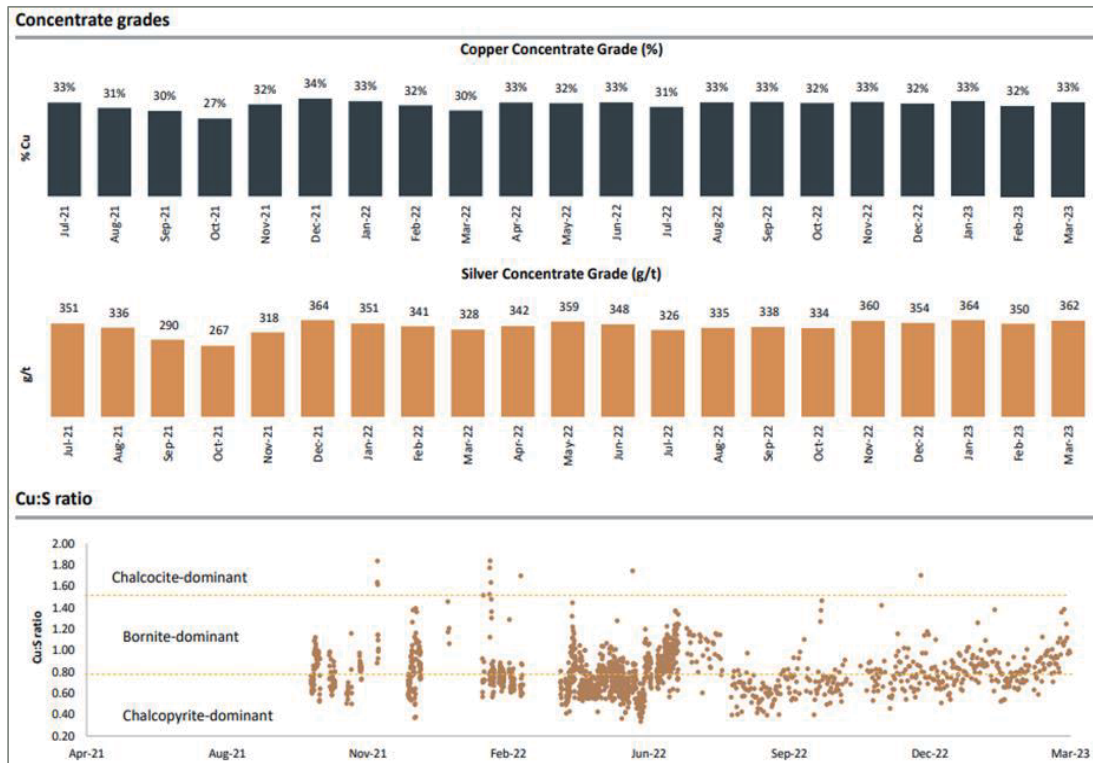 Concentrate grades
Copper Concentrate Grade (%)
33% 31% 30% 27% 32% 34% 33% 32% 30% 33% 32% 33% 31% 33% 33% 32% 33% 32% 33% 32% 33%
% Cu
Jul-21 Aug-21 Sep-21 Oct-21 Nov-21 Dec-21 Jan-22 Feb-22 Mar-22 Apr-22 May-22 Jun-22 Jul-22 Aug-22 Sep-22 Oct-22 Nov-22 Dec-22 Jan-23 Feb-23 Mar-23
Silver Concentrate Grade (g/t)
351 336 290 267 318 364 351 341 328 342 359 348 326 335 338 334 360 354 364 350 362
g/t
Jul-21 Aug-21 Sep-21 Oct-21 Nov-21 Dec-21 Jan-22 Feb-22 Mar-22 Apr-22 May-22 Jun-22 Jul-22 Aug-22 Sep-22 Oct-22 Nov-22 Dec-22 Jan-23 Feb-23 Mar-23
Cu:S ratio
2.00
1.80
Chalcocite-dominant
1.60
1.40
Bornite-dominant
1.20
1.00
Cu:S ratio
0.80
0.60
Chalcopyrite-dominant
0.40
0.20
Apr-21 Aug-21 Nov-21 Feb-22 Jun-22 Sep-22 Dec-22 Mar-23